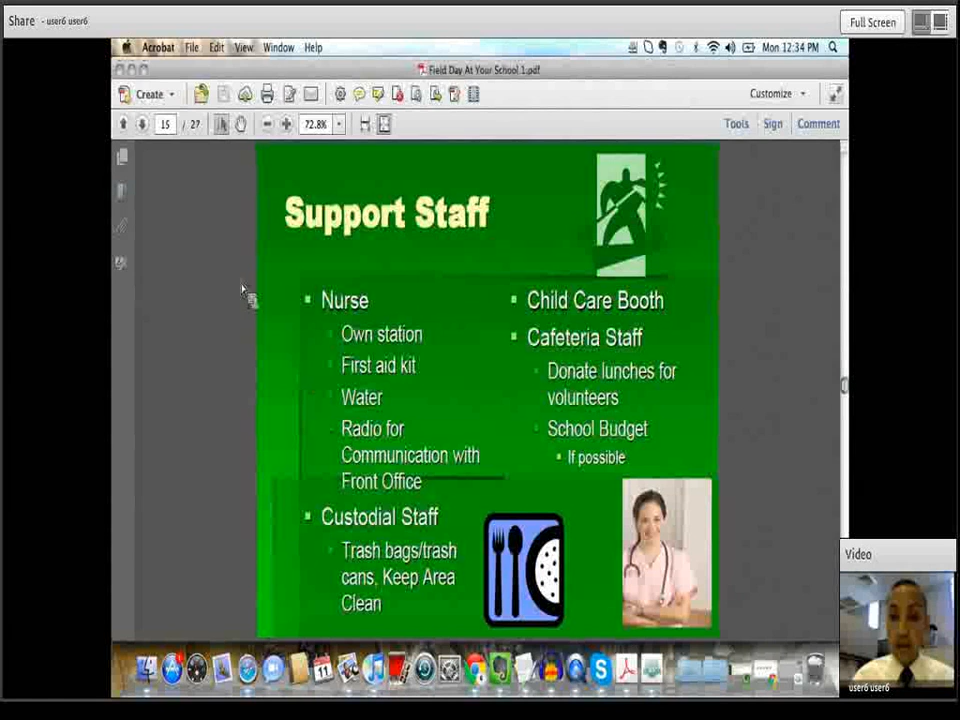 Share - user6 user6
Full Screen
Acrobat File Edit View Window Help
Mon 12:34 PM
Field Day At Your School 1.pdf
Create
Customize
15 / 27
72.8%
Tools Sign Comment
Support Staff
Nurse
Own station
First aid kit
Water
Radio for
Communication with
Front Office
Custodial Staff
Trash bags/trash
cans, Keep Area
Clean
Child Care Booth
Cafeteria Staff
Donate lunches for
volunteers
School Budget
If possible
Video
user6 user6
11